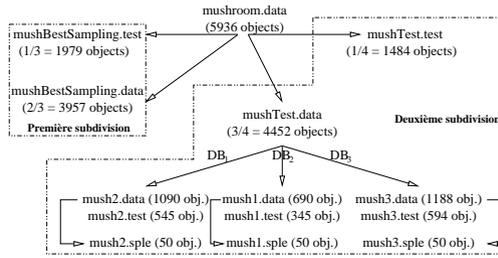 mushroom.data
(5936 objects)
mushBestSampling.test
(1/3 = 1979 objects)
mushTest.test
(1/4 = 1484 objects)
mushBestSampling.data
(2/3 = 3957 objects)
Première subdivision
mushTest.data
(3/4 = 4452 objects)
Deuxième subdivision
DB1
DB2
DB3
mush2.data (1090 obj.)
mush2.test (545 obj.)
mush1.data (690 obj.)
mush1.test (345 obj.)
mush3.data (1188 obj.)
mush3.test (594 obj.)
mush2.sple (50 obj.)
mush1.sple (50 obj.)
mush3.sple (50 obj.)